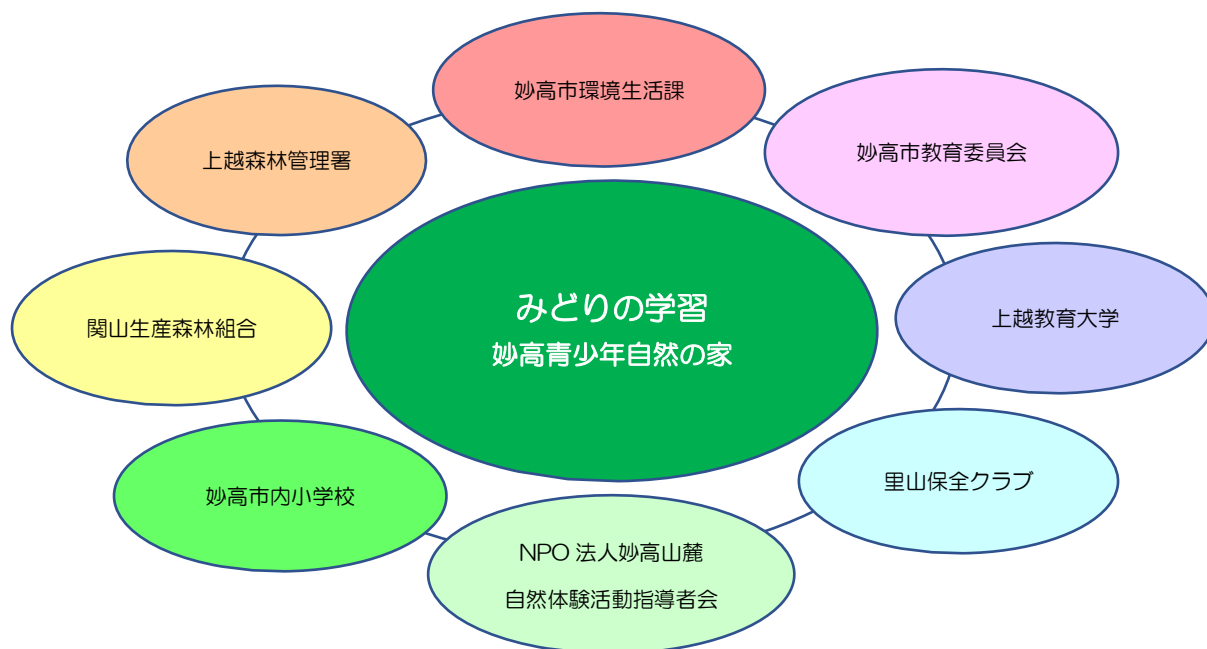 妙高市環境生活課
妙高市教育委員会
上越森林管理署
みどりの学習
妙高青少年自然の家
上越教育大学
関山生産森林組合
里山保全クラブ
妙高市内小学校
NPO 法人妙高山麓
自然体験活動指導者会